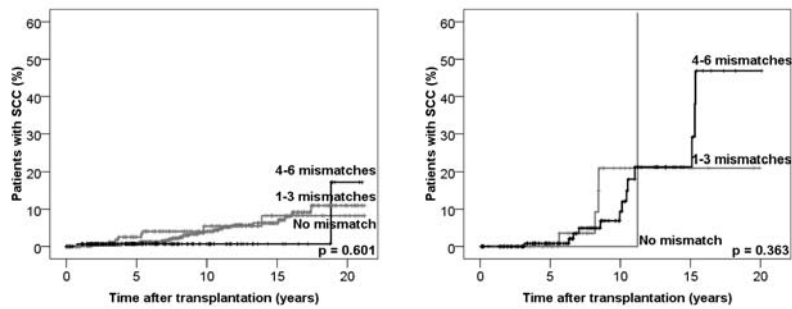 60
50
40
30
20
10
0
Patients with SCC (%)
4-6 mismatches
1-3 mismatches
No mismatch
p = 0.601
0 5 10 15 20
Time after transplantation (years)
60
50
40
30
20
10
0
Patients with SCC (%)
4-6 mismatches
1-3 mismatches
No mismatch
p = 0.363
0 5 10 15 20
Time after transplantation (years)